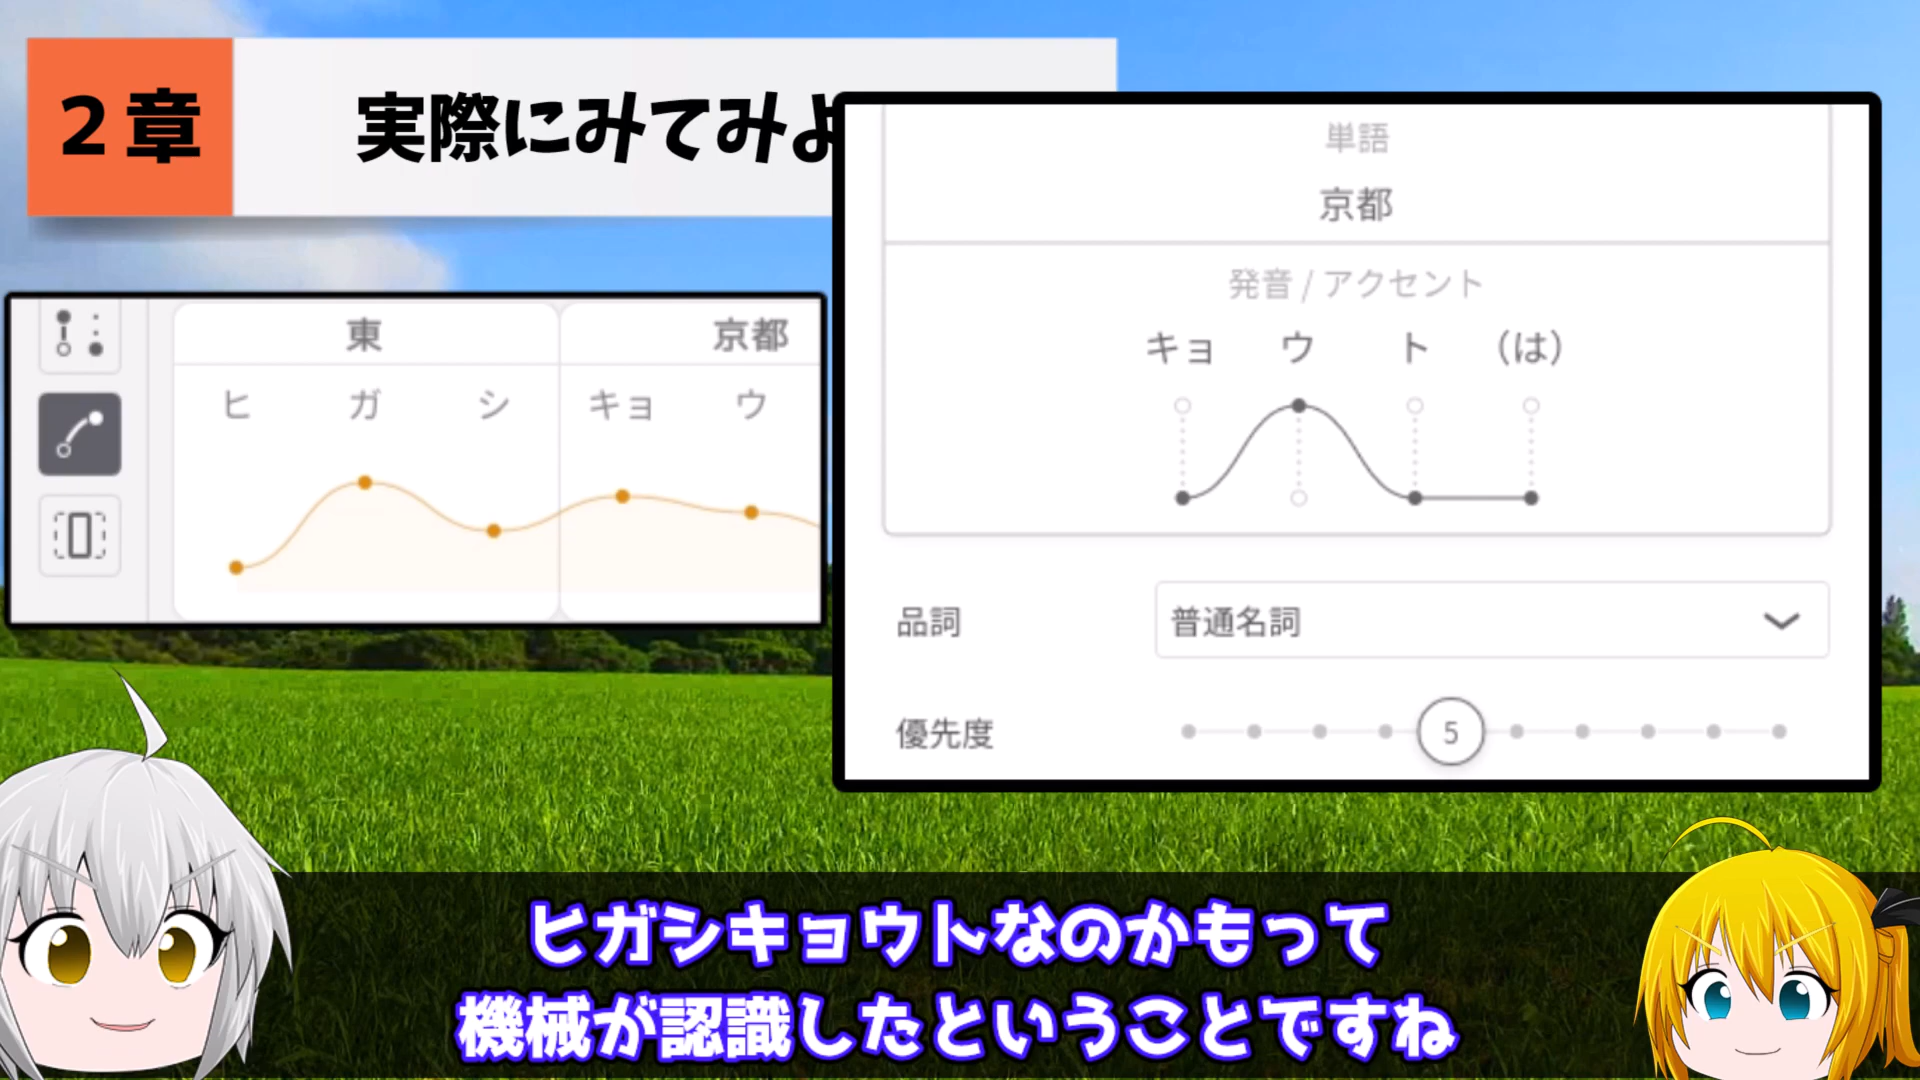 2章
実際にみてみよ
東 京都
ヒ ガ シ キョ ウ
単語
京都
発音 / アクセント
キョ ウ ト (は)
品詞 普通名詞
優先度 5
ヒガシキョウトなのかもって
機械が認識したということですね